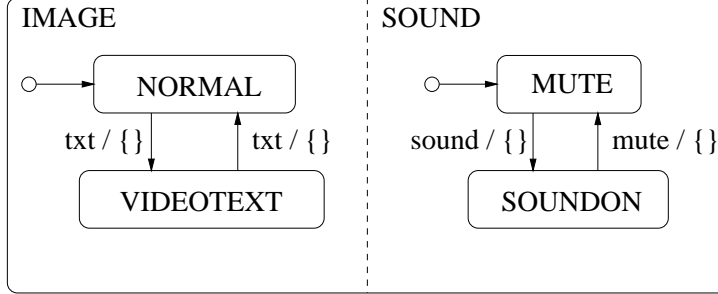 IMAGE
SOUND
NORMAL
MUTE
txt / {}
txt / {}
sound / {}
mute / {}
VIDEOTEXT
SOUNDON